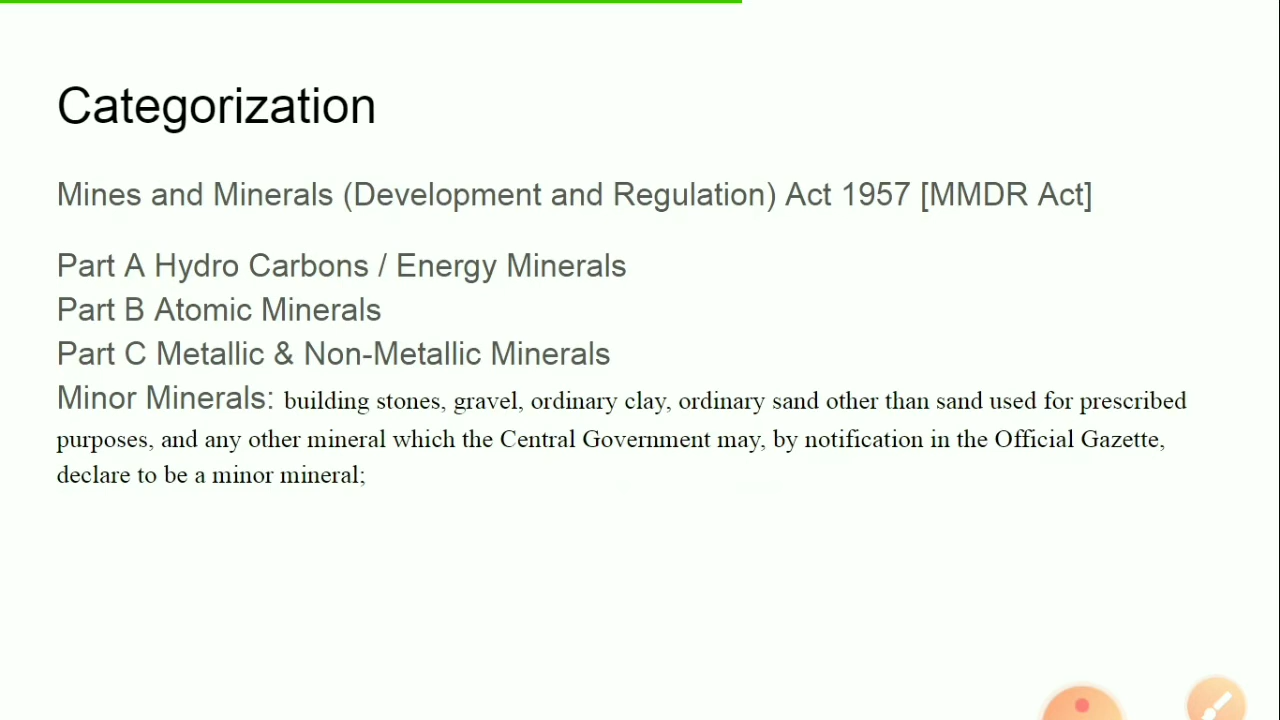 Categorization
Mines and Minerals (Development and Regulation) Act 1957 [MMDR Act]
Part A Hydro Carbons / Energy Minerals
Part B Atomic Minerals
Part C Metallic & Non-Metallic Minerals
Minor Minerals: building stones, gravel, ordinary clay, ordinary sand other than sand used for prescribed
purposes, and any other mineral which the Central Government may, by notification in the Official Gazette,
declare to be a minor mineral;